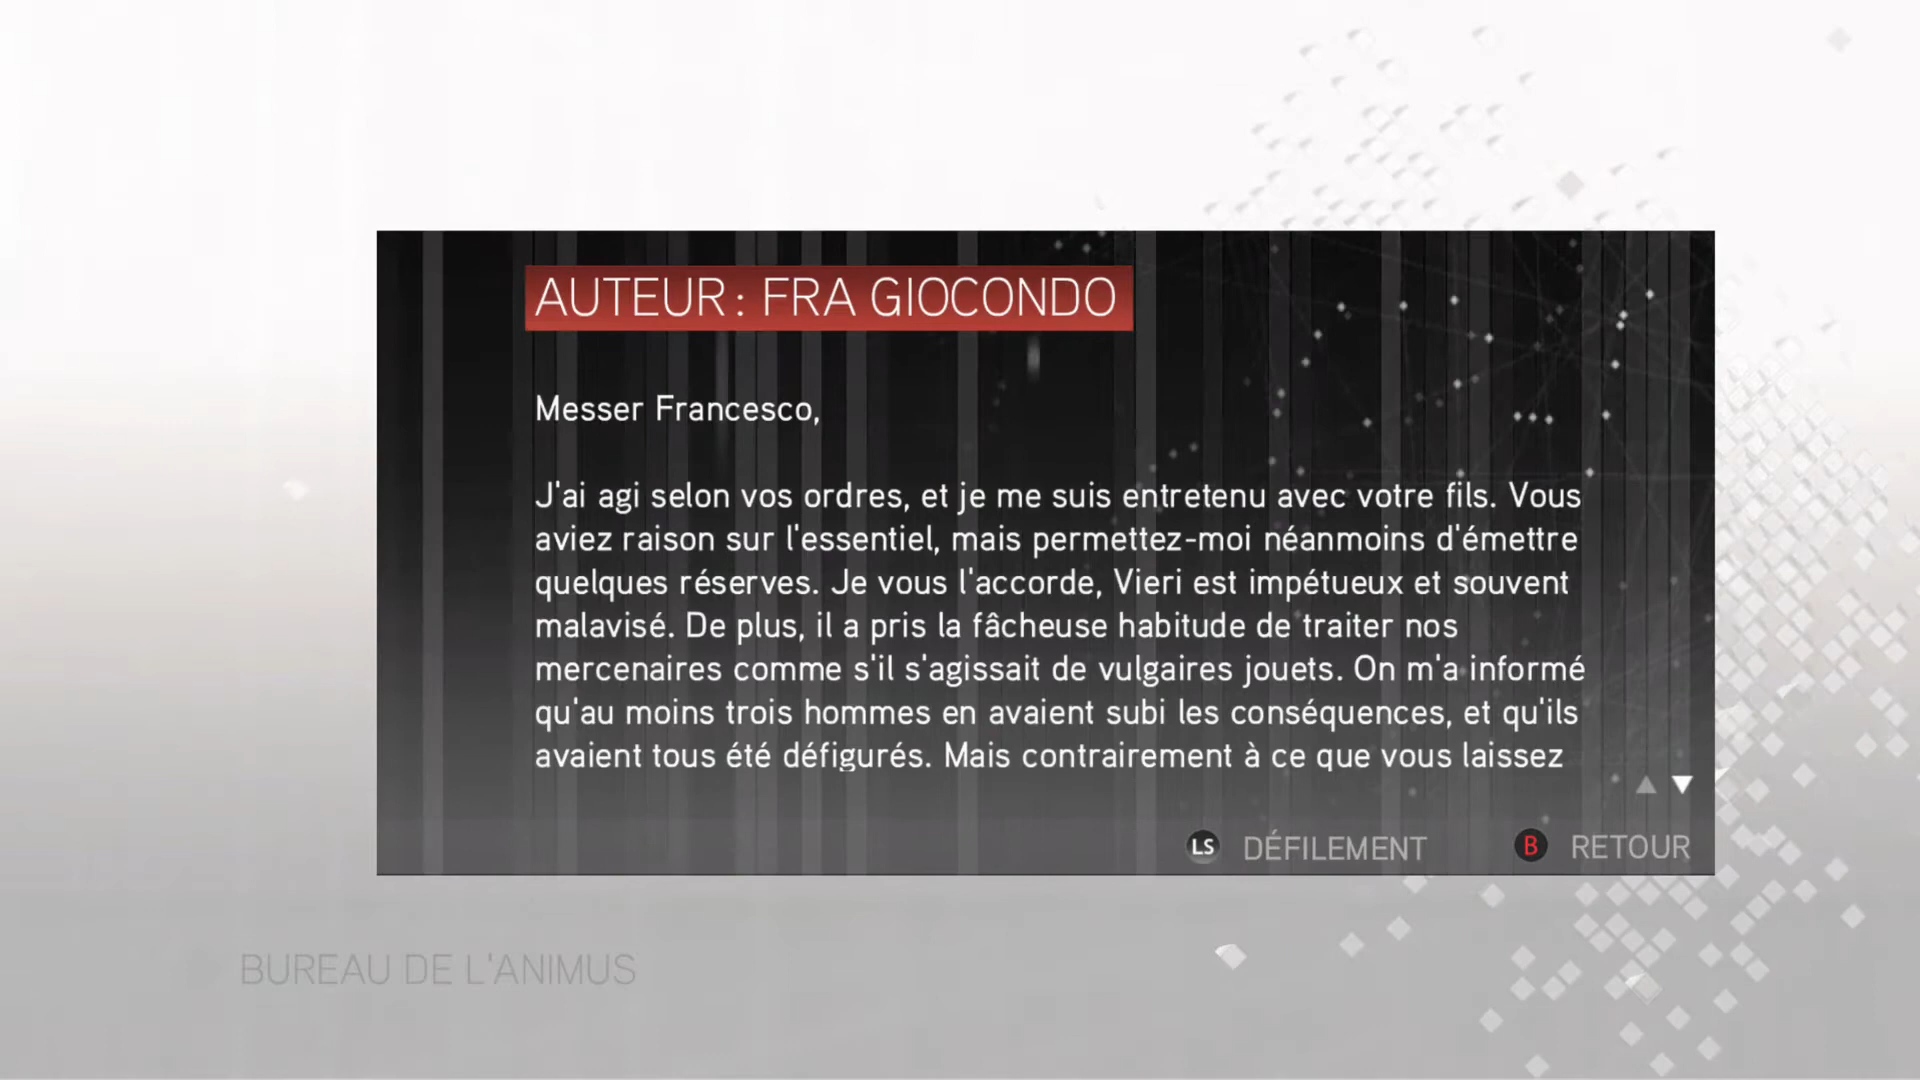 AUTEUR : FRA GIOCONDO
Messer Francesco,
J'ai agi selon vos ordres, et je me suis entretenu avec votre fils. Vous
aviez raison sur l'essentiel, mais permettez-moi néanmoins d'émettre
quelques réserves. Je vous l'accorde, Vieri est impétueux et souvent
malavisé. De plus, il a pris la fâcheuse habitude de traiter nos
mercenaires comme s'il s'agissait de vulgaires jouets. On m'a informé
qu'au moins trois hommes en avaient subi les conséquences, et qu'ils
avaient tous été défigurés. Mais contrairement à ce que vous laissez
LS DÉFILEMENT B RETOUR
BUREAU DE L'ANIMUS